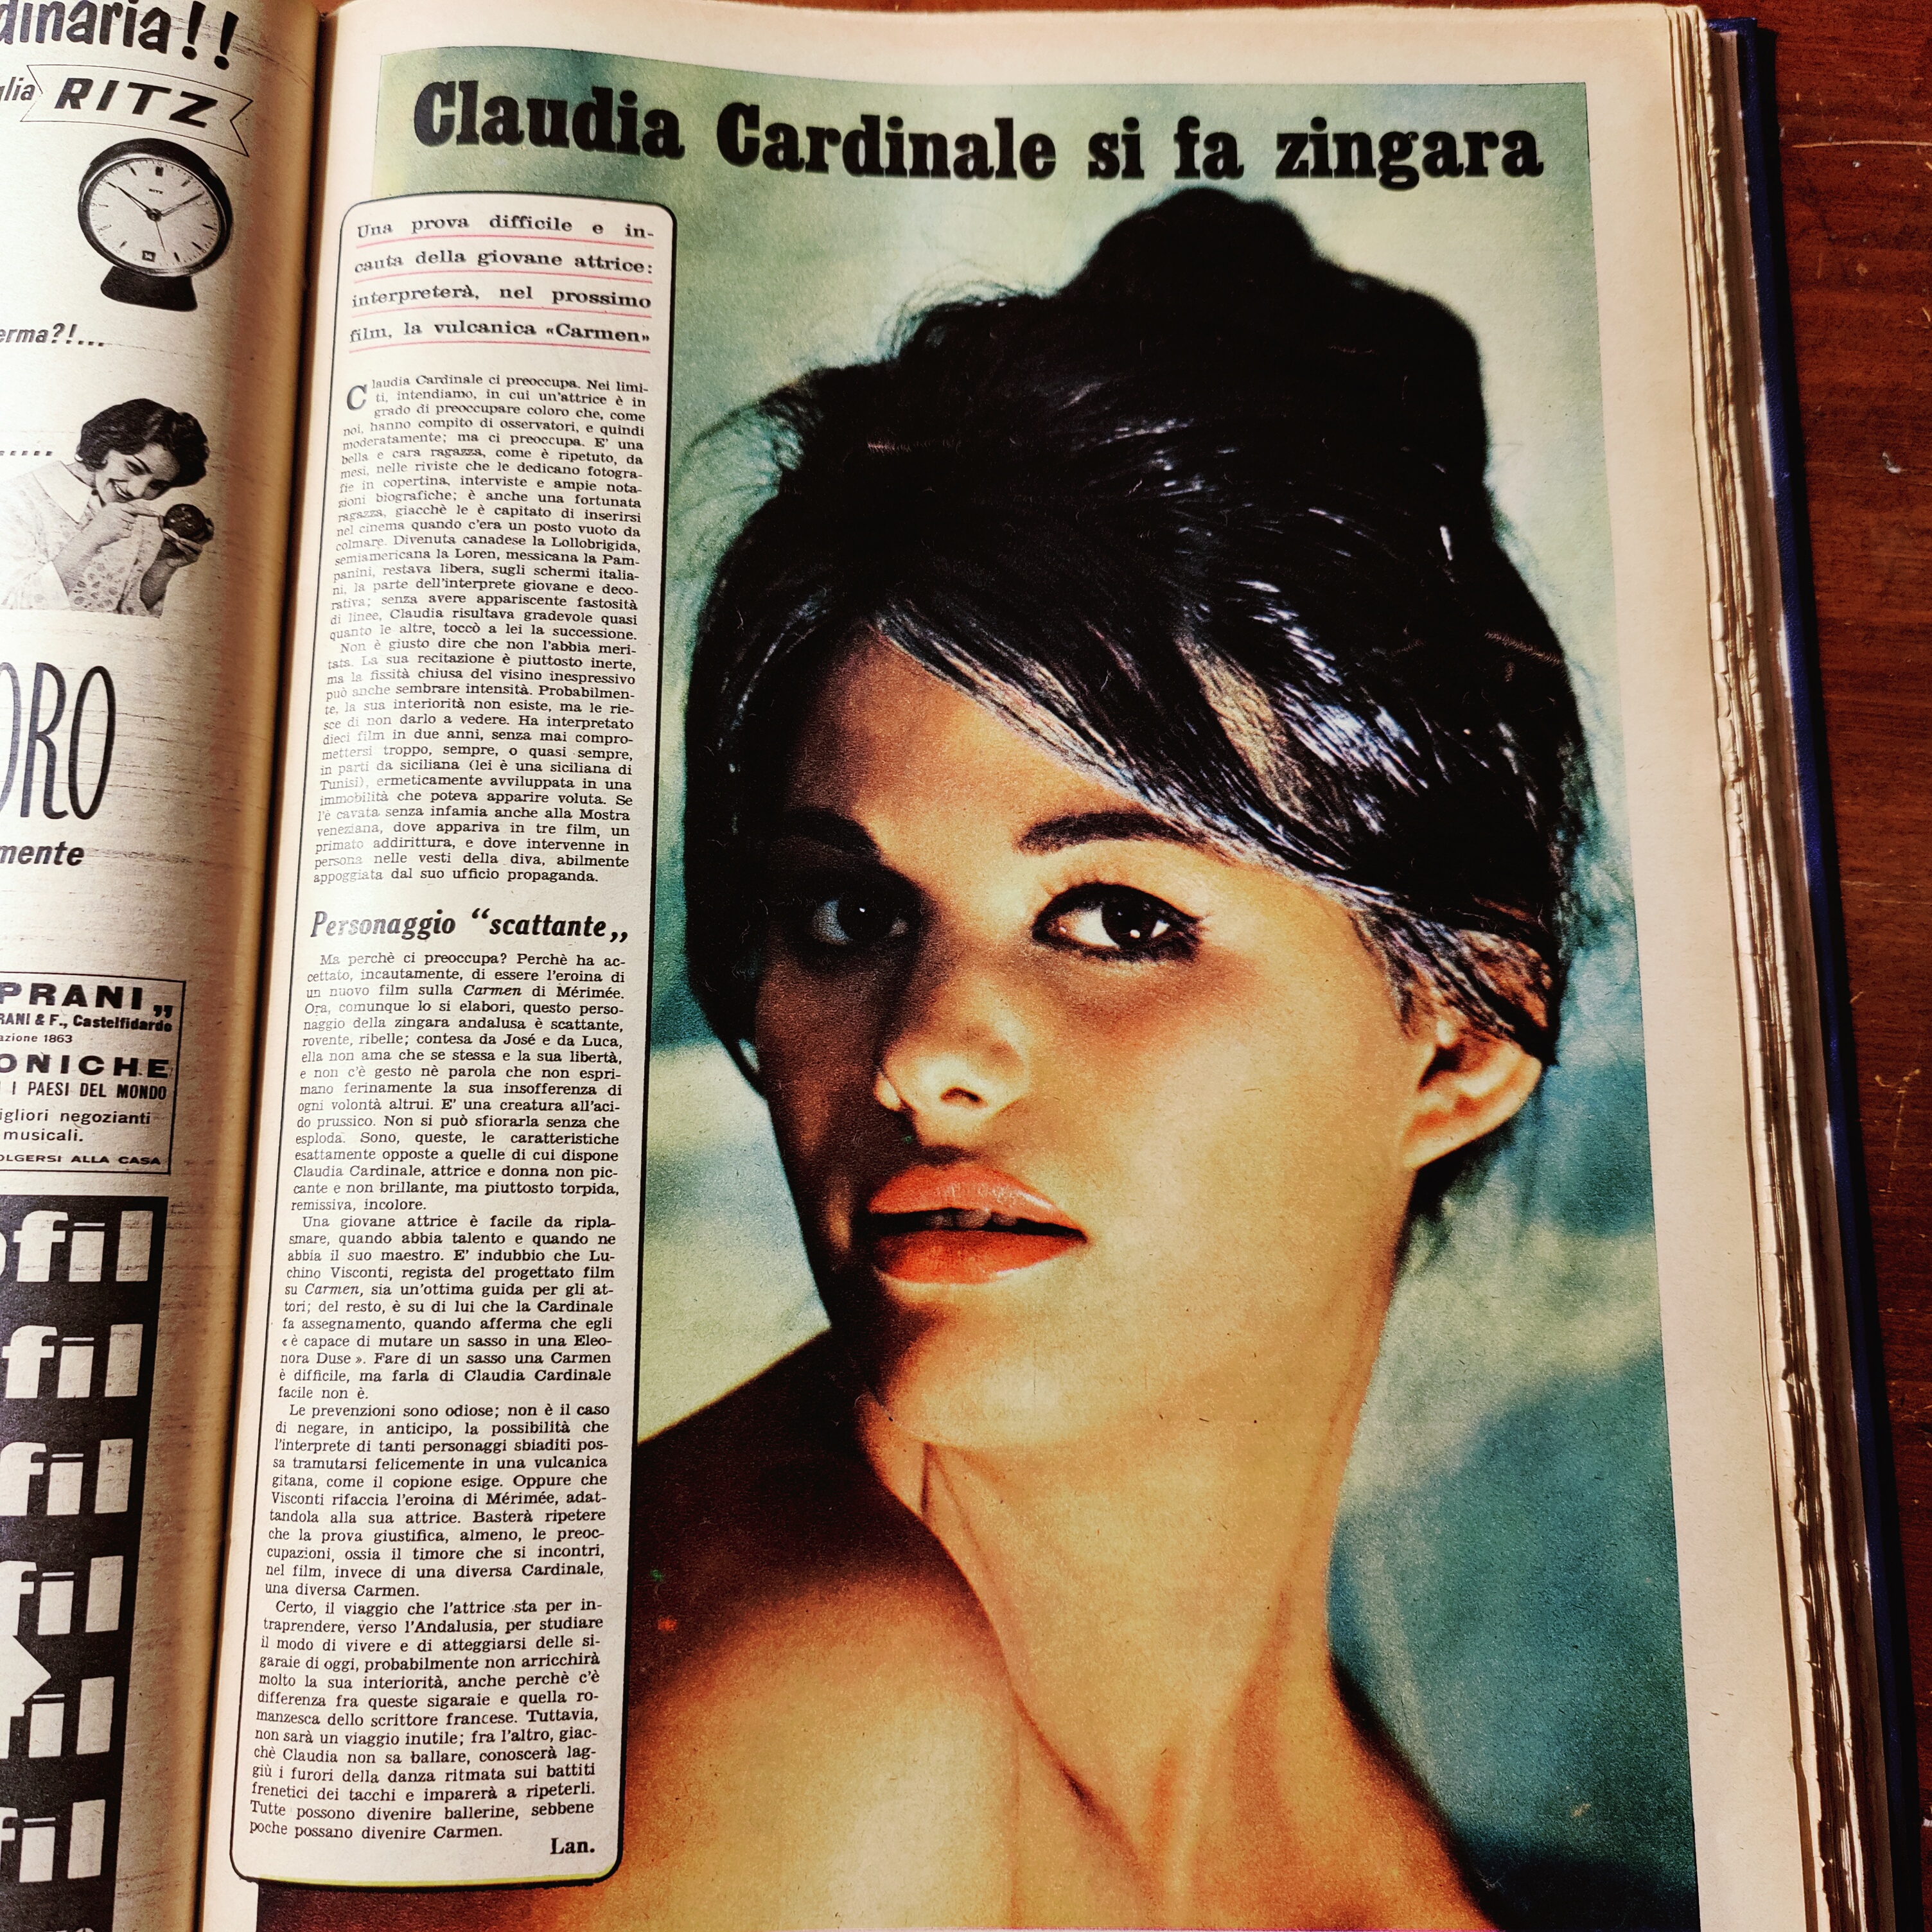 dinaria!!
RITZ
erma?!...
ORO
mente
PRANI„
RANI & F., Castelfidardo
azione 1863
ONICHE
I PAESI DEL MONDO
igliori negozianti
musicali.
OLGERSI ALLA CASA
fil
fil
fil
fil
fil
fil
Claudia Cardinale si fa zingara
Una prova difficile e in-
cauta della giovane attrice:
interpreterà, nel prossimo
film, la vulcanica «Carmen»
Claudia Cardinale ci preoccupa. Nei limi-
ti, intendiamo, in cui un'attrice è in
grado di preoccupare coloro che, come
noi, hanno compito di osservatori, e quindi
moderatamente; ma ci preoccupa. E' una
bella e cara ragazza, come è ripetuto, da
mesi, nelle riviste che le dedicano fotogra-
fie in copertina, interviste e ampie nota-
zioni biografiche; è anche una fortunata
ragazza, giacchè le è capitato di inserirsi
nel cinema quando c'era un posto vuoto da
colmare. Divenuta canadese la Lollobrigida,
semiamericana la Loren, messicana la Pam-
panini, restava libera, sugli schermi italia-
ni, la parte dell'interprete giovane e deco-
rativa; senza avere appariscente fastosità
di linee, Claudia risultava gradevole quasi
quanto le altre, toccò a lei la successione.
Non è giusto dire che non l'abbia meri-
tata. La sua recitazione è piuttosto inerte,
ma la fissità chiusa del visino inespressivo
può anche sembrare intensità. Probabilmen-
te, la sua interiorità non esiste, ma le rie-
sce di non darlo a vedere. Ha interpretato
dieci film in due anni, senza mai compro-
mettersi troppo, sempre, o quasi sempre,
in parti da siciliana (lei è una siciliana di
Tunisi), ermeticamente avviluppata in una
immobilità che poteva apparire voluta. Se
l'è cavata senza infamia anche alla Mostra
veneziana, dove appariva in tre film, un
primato addirittura, e dove intervenne in
persona nelle vesti della diva, abilmente
appoggiata dal suo ufficio propaganda.
Personaggio “scattante„
Ma perchè ci preoccupa? Perchè ha ac-
cettato, incautamente, di essere l'eroina di
un nuovo film sulla Carmen di Mérimée.
Ora, comunque lo si elabori, questo perso-
naggio della zingara andalusa è scattante,
rovente, ribelle; contesa da José e da Luca,
ella non ama che se stessa e la sua libertà,
e non c'è gesto nè parola che non espri-
mano ferinamente la sua insofferenza di
ogni volontà altrui. E' una creatura all'aci-
do prussico. Non si può sfiorarla senza che
esploda. Sono, queste, le caratteristiche
esattamente opposte a quelle di cui dispone
Claudia Cardinale, attrice e donna non pic-
cante e non brillante, ma piuttosto torpida,
remissiva, incolore.
Una giovane attrice è facile da ripla-
smare, quando abbia talento e quando ne
abbia il suo maestro. E' indubbio che Lu-
chino Visconti, regista del progettato film
su Carmen, sia un'ottima guida per gli at-
tori; del resto, è su di lui che la Cardinale
fa assegnamento, quando afferma che egli
«è capace di mutare un sasso in una Eleo-
nora Duse». Fare di un sasso una Carmen
è difficile, ma farla di Claudia Cardinale
facile non è.
Le prevenzioni sono odiose; non è il caso
di negare, in anticipo, la possibilità che
l'interprete di tanti personaggi sbiaditi pos-
sa tramutarsi felicemente in una vulcanica
gitana, come il copione esige. Oppure che
Visconti rifaccia l'eroina di Mérimée, adat-
tandola alla sua attrice. Basterà ripetere
che la prova giustifica, almeno, le preoc-
cupazioni, ossia il timore che si incontri,
nel film, invece di una diversa Cardinale,
una diversa Carmen.
Certo, il viaggio che l'attrice sta per in-
traprendere, verso l'Andalusia, per studiare
il modo di vivere e di atteggiarsi delle si-
garaie di oggi, probabilmente non arricchirà
molto la sua interiorità, anche perchè c'è
differenza fra queste sigaraie e quella ro-
manzesca dello scrittore francese. Tuttavia,
non sarà un viaggio inutile; fra l'altro, giac-
chè Claudia non sa ballare, conoscerà lag-
giù i furori della danza ritmata sui battiti
frenetici dei tacchi e imparerà a ripeterli.
Tutte possono divenire ballerine, sebbene
poche possano divenire Carmen.
Lan.